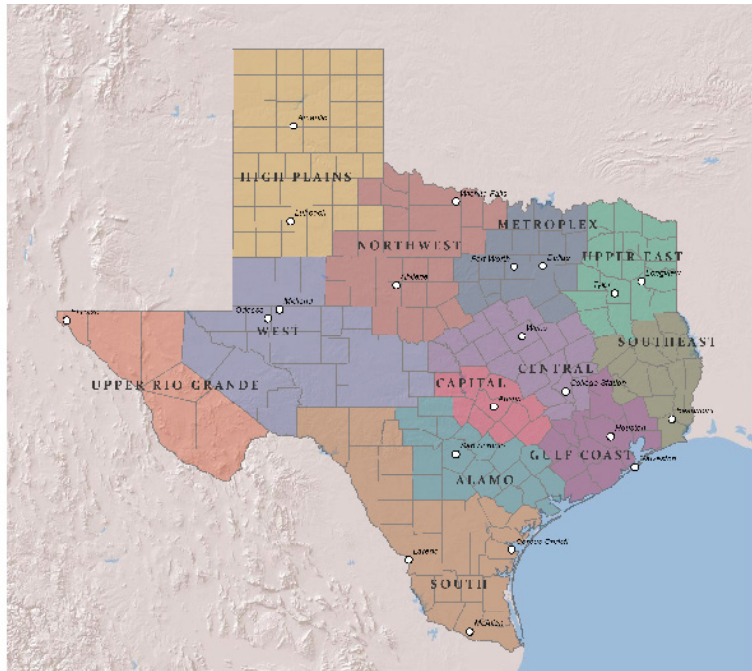 Amarillo
HIGH PLAINS
Lubbock
Wichita Falls
METROPLEX
NORTHWEST
UPPER EAST
Fort Worth
Dallas
Longview
Tyler
Abilene
Midland
Odessa
El Paso
WEST
Waco
SOUTHEAST
CENTRAL
CAPITAL
UPPER RIO GRANDE
College Station
Austin
Beaumont
Houston
San Antonio
GULF COAST
Galveston
ALAMO
Corpus Christi
Laredo
SOUTH
McAllen